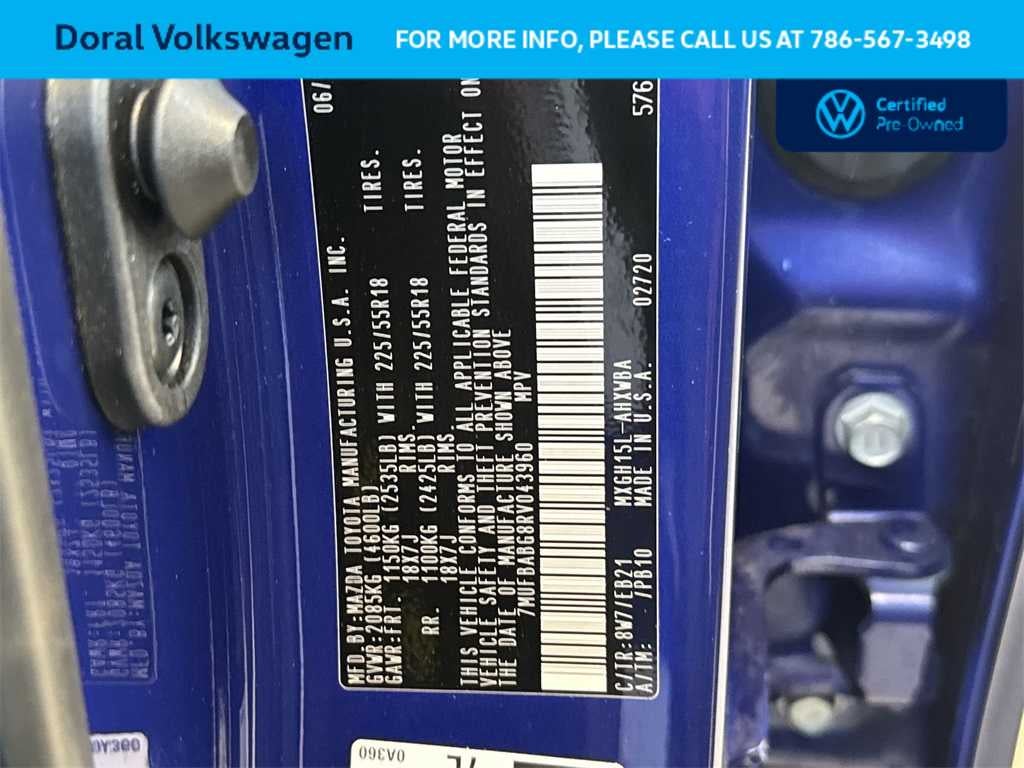 Doral Volkswagen
FOR MORE INFO, PLEASE CALL US AT 786-567-3498
Certified
Pre-Owned
06/
MFD.BY:MAZDA TOYOTA MANUFACTURING U.S.A. INC.
GVWR:2085KG (4600LB)
GAWR:FRT. 1150KG (2535LB) WITH 225/55R18 TIRES.
18X7J RIMS.
RR. 1100KG (2425LB) WITH 225/55R18 TIRES.
18X7J RIMS
THIS VEHICLE CONFORMS TO ALL APPLICABLE FEDERAL MOTOR
VEHICLE SAFETY AND THEFT PREVENTION STANDARDS IN EFFECT ON
THE DATE OF MANUFACTURE SHOWN ABOVE
7MUFBABG8RV043960 MPV
C/TR:8W7/EB21 MXGH15L-AHXWBA
A/TM: /PB10 MADE IN U.S.A. 02720 576
0A360